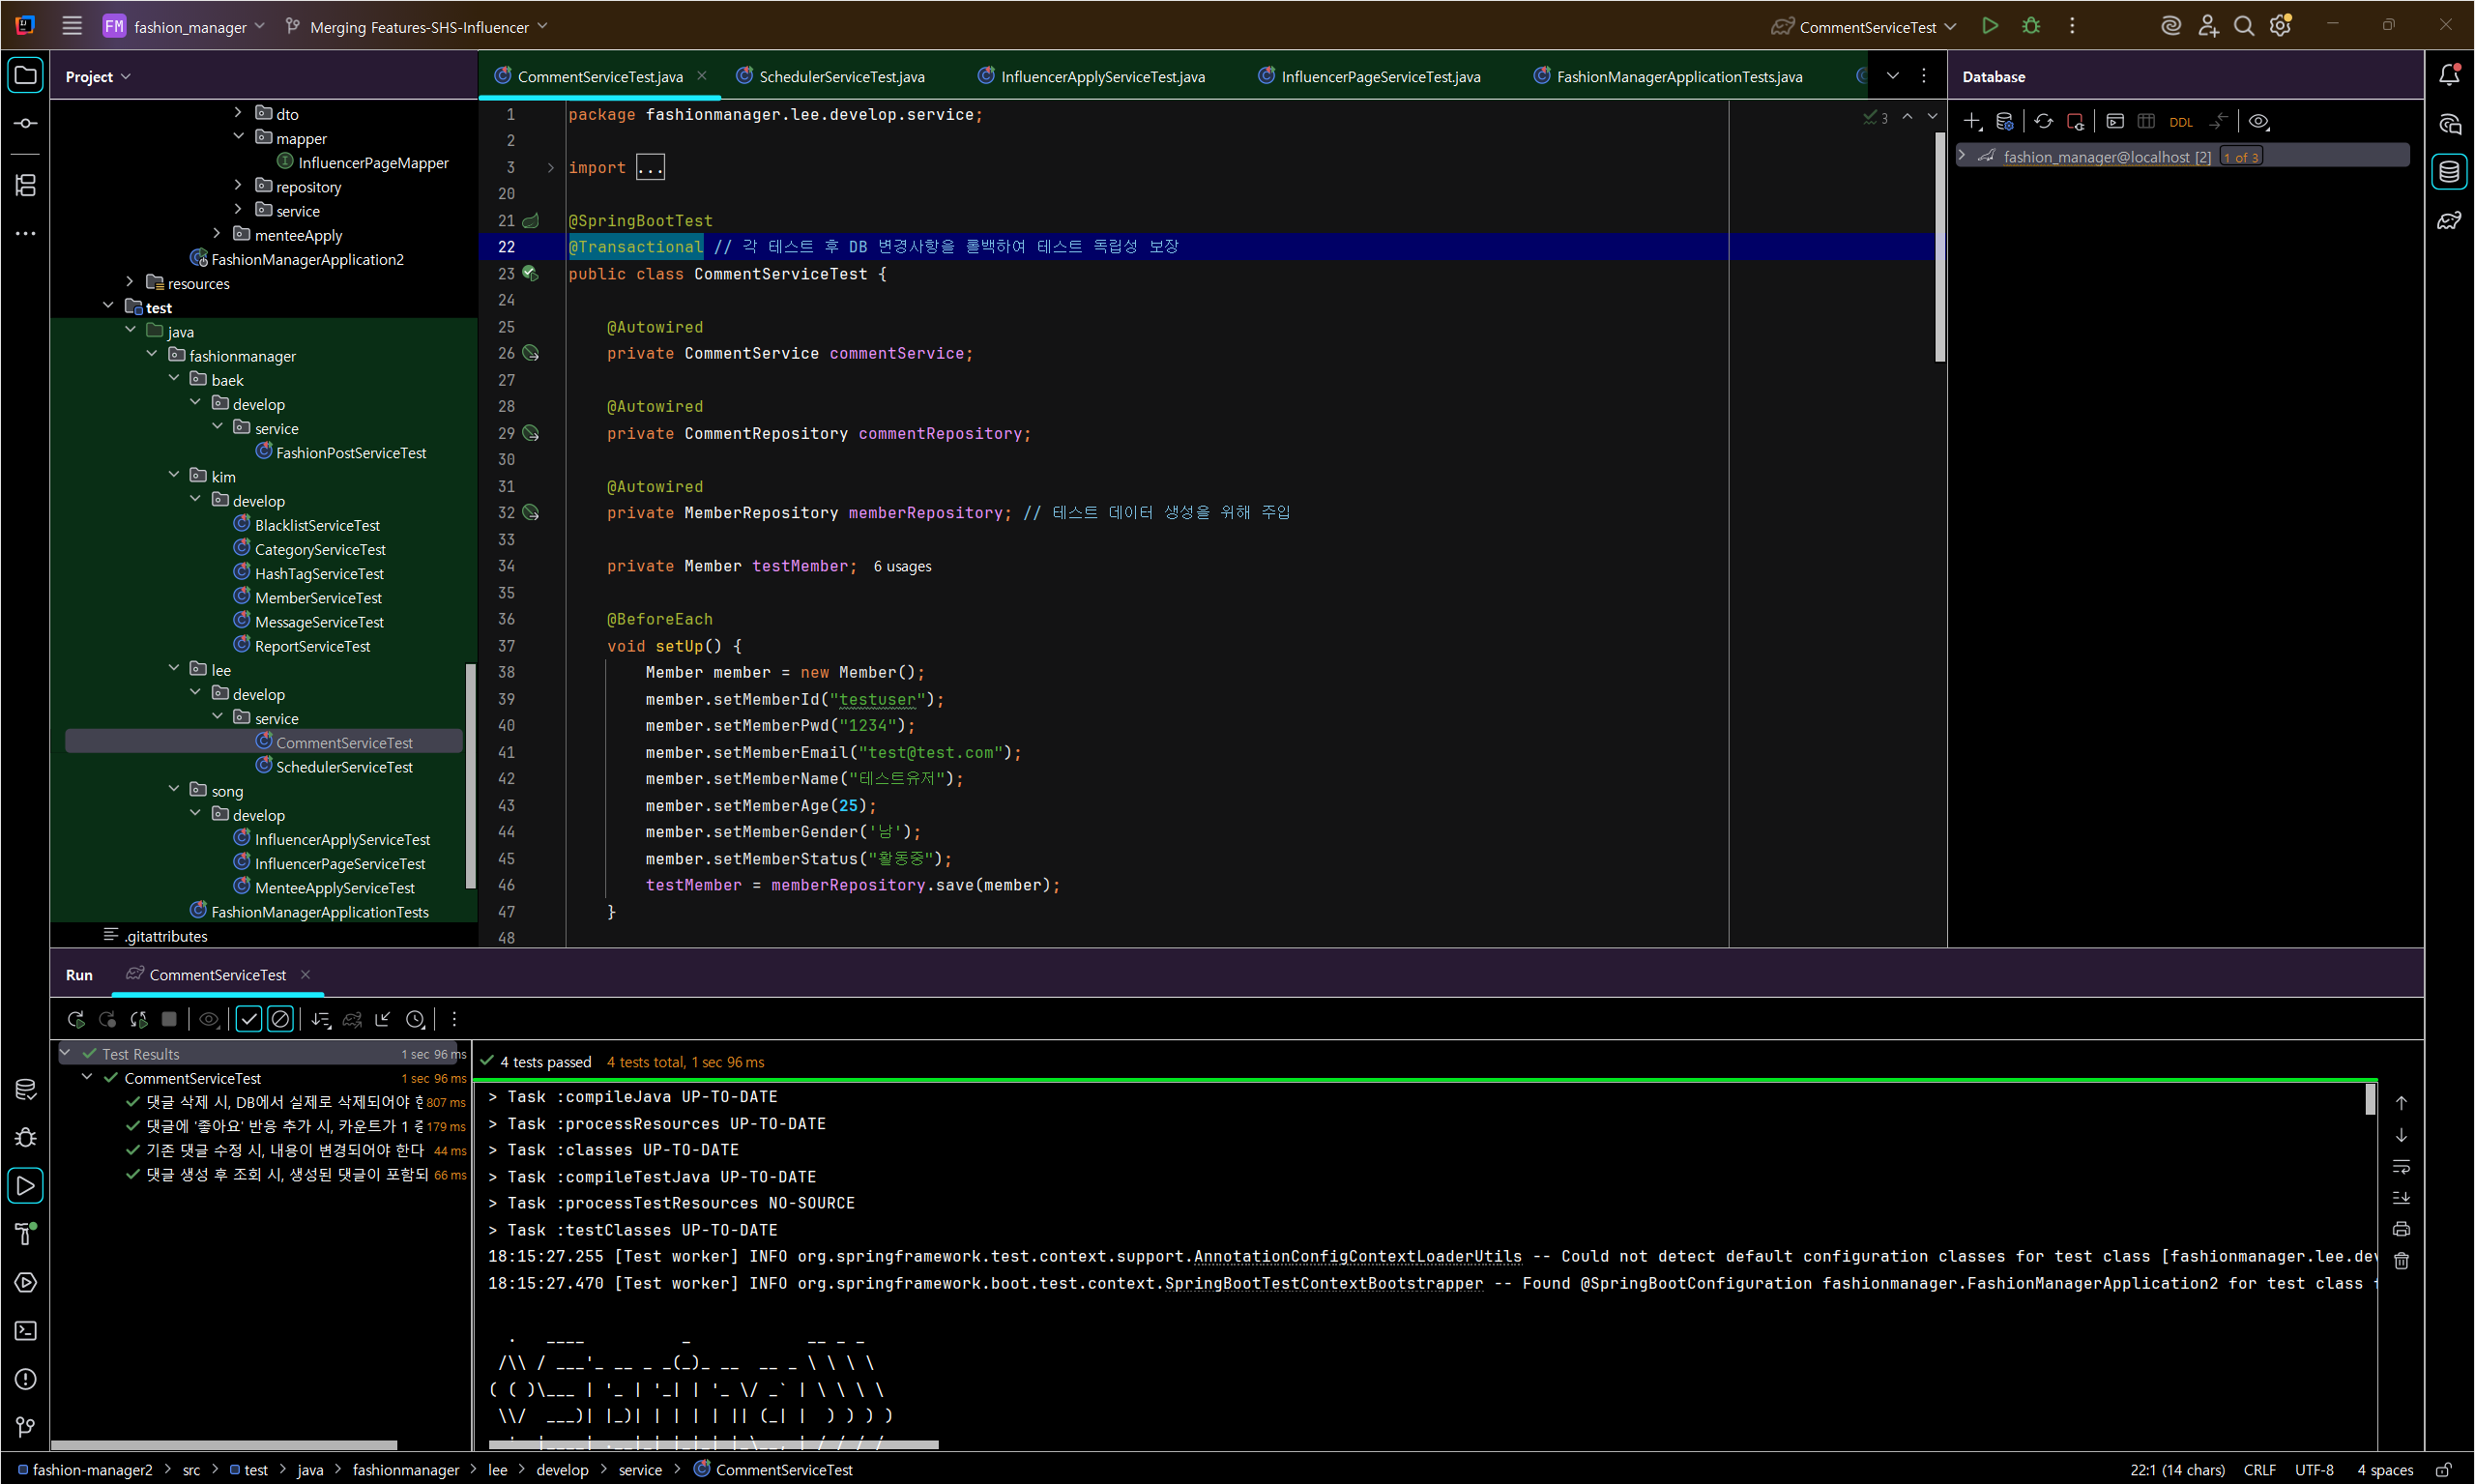 FM fashion_manager Merging Features-SHS-Influencer CommentServiceTest
Project
CommentServiceTest.java SchedulerServiceTest.java InfluencerApplyServiceTest.java InfluencerPageServiceTest.java FashionManagerApplicationTests.java
Database
dto
mapper
InfluencerPageMapper
repository
service
menteeApply
FashionManagerApplication2
resources
test
java
fashionmanager
baek
develop
service
FashionPostServiceTest
kim
develop
BlacklistServiceTest
CategoryServiceTest
HashTagServiceTest
MemberServiceTest
MessageServiceTest
ReportServiceTest
lee
develop
service
CommentServiceTest
SchedulerServiceTest
song
develop
InfluencerApplyServiceTest
InfluencerPageServiceTest
MenteeApplyServiceTest
FashionManagerApplicationTests
.gitattributes
1 package fashionmanager.lee.develop.service;
2
3 import ...
20
21 @SpringBootTest
22 @Transactional // 각 테스트 후 DB 변경사항을 롤백하여 테스트 독립성 보장
23 public class CommentServiceTest {
24
25 @Autowired
26 private CommentService commentService;
27
28 @Autowired
29 private CommentRepository commentRepository;
30
31 @Autowired
32 private MemberRepository memberRepository; // 테스트 데이터 생성을 위해 주입
33
34 private Member testMember; 6 usages
35
36 @BeforeEach
37 void setUp() {
38 Member member = new Member();
39 member.setMemberId("testuser");
40 member.setMemberPwd("1234");
41 member.setMemberEmail("test@test.com");
42 member.setMemberName("테스트유저");
43 member.setMemberAge(25);
44 member.setMemberGender('남');
45 member.setMemberStatus("활동중");
46 testMember = memberRepository.save(member);
47 }
48
3
DDL
fashion_manager@localhost [2] 1 of 3
Run CommentServiceTest
Test Results 1 sec 96 ms
CommentServiceTest 1 sec 96 ms
댓글 삭제 시, DB에서 실제로 삭제되어야 한 807 ms
댓글에 '좋아요' 반응 추가 시, 카운트가 1 증 179 ms
기존 댓글 수정 시, 내용이 변경되어야 한다 44 ms
댓글 생성 후 조회 시, 생성된 댓글이 포함되 66 ms
4 tests passed 4 tests total, 1 sec 96 ms
> Task :compileJava UP-TO-DATE
> Task :processResources UP-TO-DATE
> Task :classes UP-TO-DATE
> Task :compileTestJava UP-TO-DATE
> Task :processTestResources NO-SOURCE
> Task :testClasses UP-TO-DATE
18:15:27.255 [Test worker] INFO org.springframework.test.context.support.AnnotationConfigContextLoaderUtils -- Could not detect default configuration classes for test class [fashionmanager.lee.dev
18:15:27.470 [Test worker] INFO org.springframework.boot.test.context.SpringBootTestContextBootstrapper -- Found @SpringBootConfiguration fashionmanager.FashionManagerApplication2 for test class
fashion-manager2 > src > test > java > fashionmanager > lee > develop > service > CommentServiceTest
22:1 (14 chars) CRLF UTF-8 4 spaces